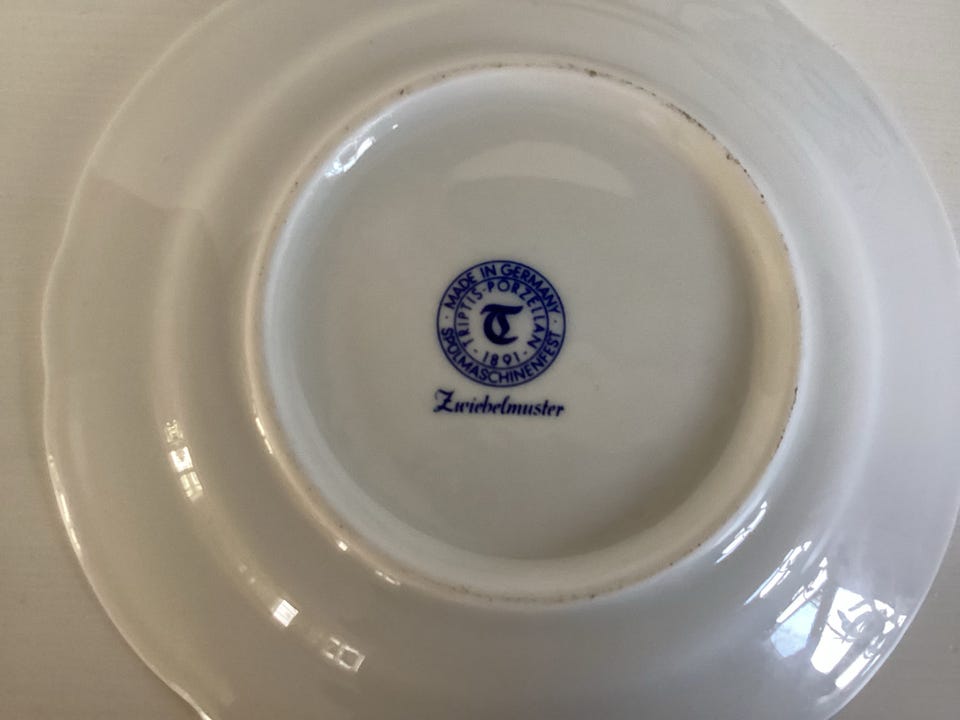 · MADE IN GERMANY ·
TRIPTIS-PORZELLAN
T
· 1891 ·
SPÜLMASCHINENFEST
Zwiebelmuster